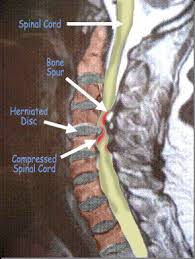 Spinal Cord
Bone
Spur
Herniated
Disc
Compressed
Spinal Cord